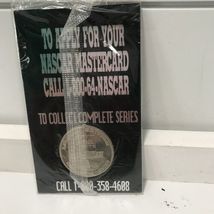 TO APPLY FOR YOUR
NASCAR MASTERCARD
CALL 1-800-64-NASCAR
TO COLLECT COMPLETE SERIES
CALL 1-800-358-4688